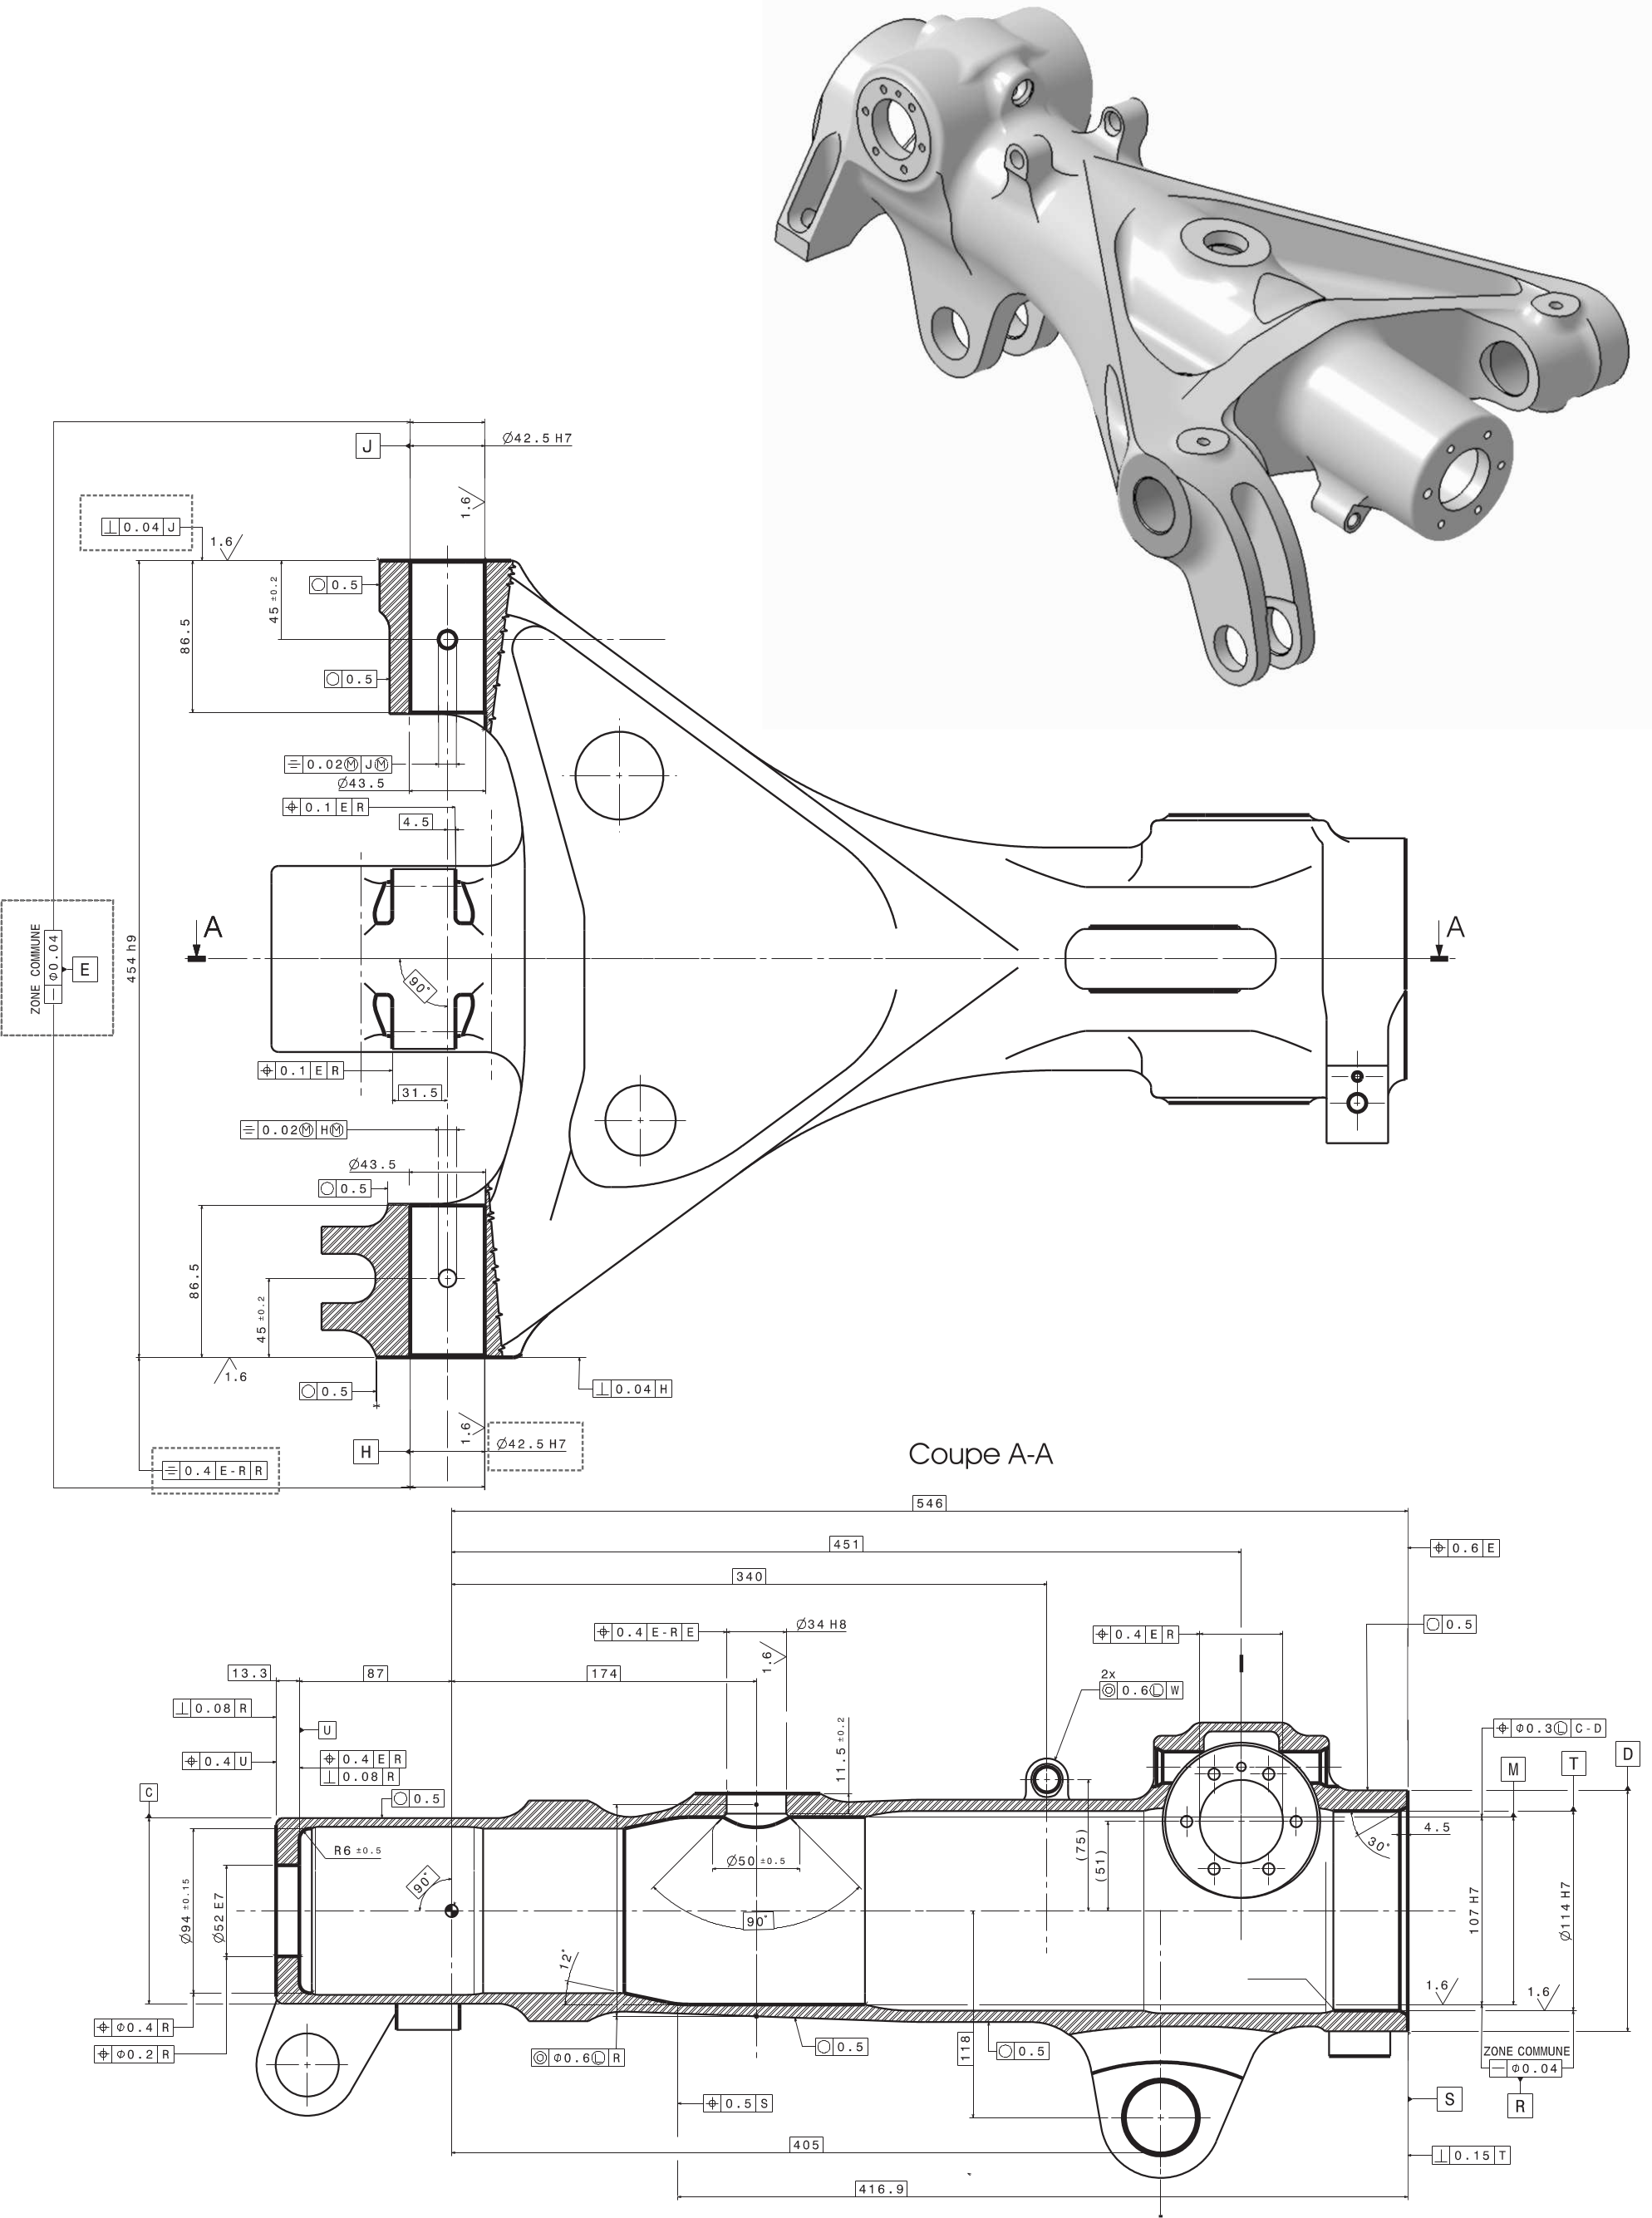 J
Ø42.5 H7
1.6
⊥ 0.04 J
1.6
○ 0.5
45 ±0.2
86.5
○ 0.5
⌯ 0.02Ⓜ JⓂ
Ø43.5
⌖ 0.1 E R
4.5
A
A
ZONE COMMUNE
⏤ Ø0.04
E
454 h9
90°
⌖ 0.1 E R
31.5
⌯ 0.02Ⓜ HⓂ
Ø43.5
○ 0.5
86.5
45 ±0.2
1.6
○ 0.5
⊥ 0.04 H
1.6
H
Ø42.5 H7
⌯ 0.4 E-R R
Coupe A-A
546
451
⌖ 0.6 E
340
⌖ 0.4 E-R E
Ø34 H8
1.6
⌖ 0.4 E R
○ 0.5
13.3
87
174
2x
◎ 0.6Ⓛ W
⊥ 0.08 R
U
⌖ 0.4 U
⌖ 0.4 E R
⊥ 0.08 R
11.5 ±0.2
⌖ Ø0.3Ⓛ C-D
M
T
D
C
○ 0.5
R6 ±0.5
4.5
30°
(75)
(51)
Ø50 ±0.5
90°
90°
Ø94 ±0.15
Ø52 E7
107 H7
Ø114 H7
12°
1.6
1.6
⌖ Ø0.4 R
⌖ Ø0.2 R
◎ Ø0.6Ⓛ R
○ 0.5
118
○ 0.5
ZONE COMMUNE
⏤ Ø0.04
R
S
⌖ 0.5 S
405
⊥ 0.15 T
416.9